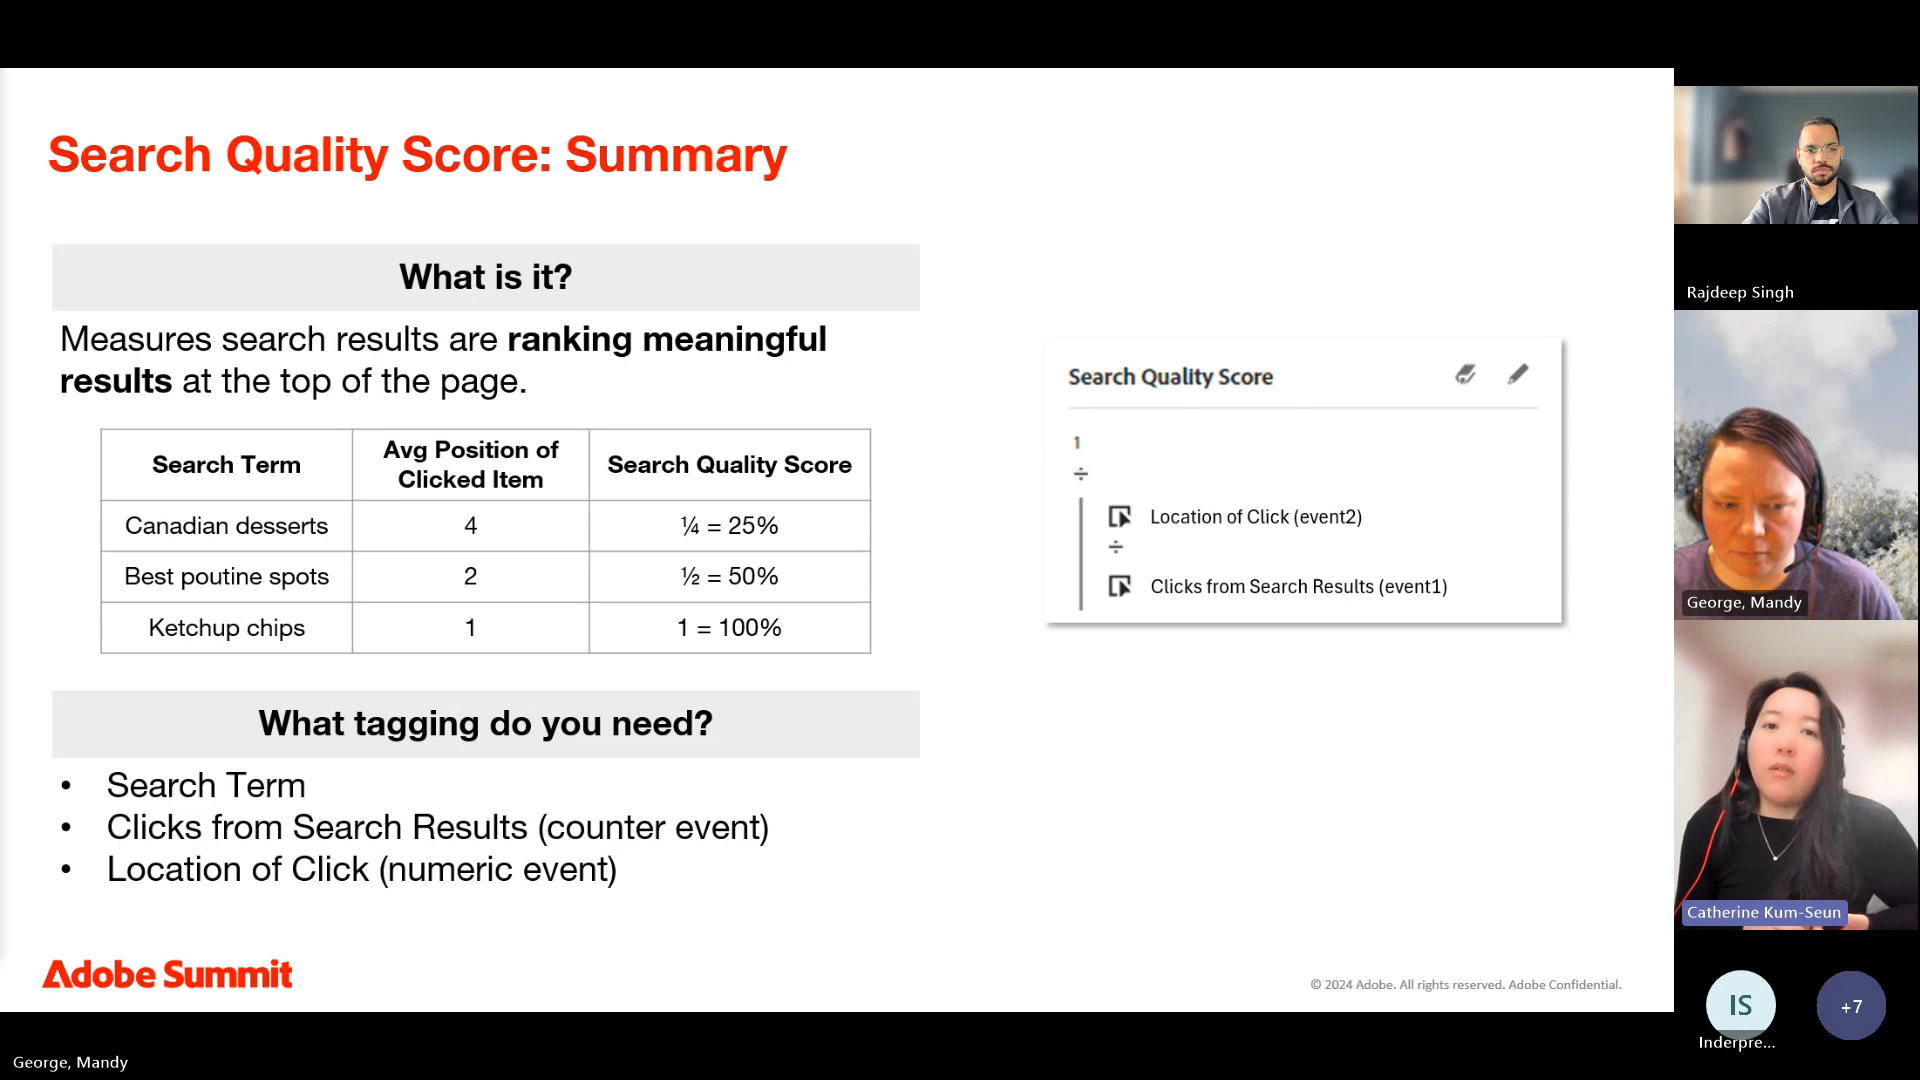 Search Quality Score: Summary
What is it?
Measures search results are ranking meaningful
results at the top of the page.
Search Term
Avg Position of
Clicked Item
Search Quality Score
Canadian desserts
4
¼ = 25%
Best poutine spots
2
½ = 50%
Ketchup chips
1
1 = 100%
What tagging do you need?
• Search Term
• Clicks from Search Results (counter event)
• Location of Click (numeric event)
Search Quality Score
1
÷
Location of Click (event2)
÷
Clicks from Search Results (event1)
Adobe Summit
© 2024 Adobe. All rights reserved. Adobe Confidential.
Rajdeep Singh
George, Mandy
Catherine Kum-Seun
IS
+7
Inderpre...
George, Mandy